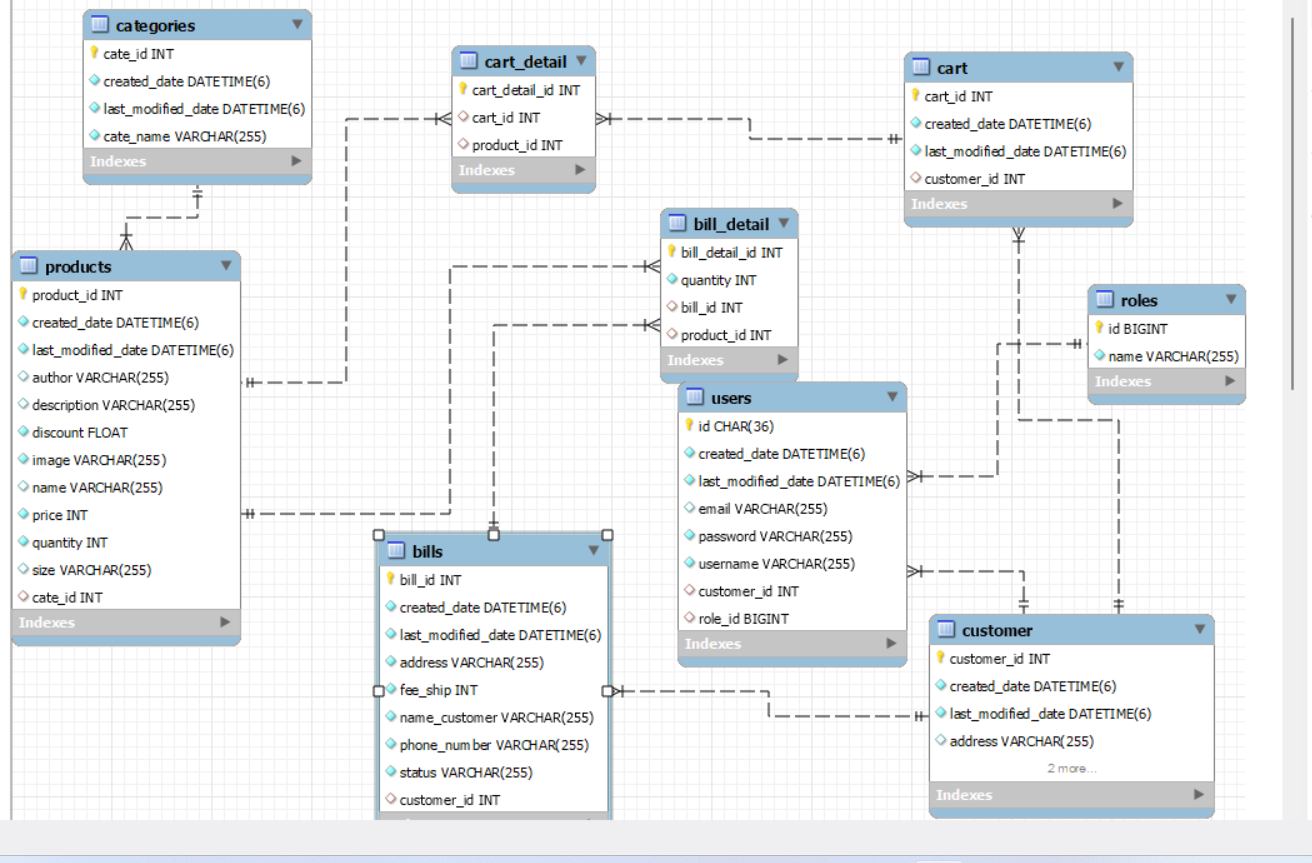 categories
cate_id INT
created_date DATETIME(6)
last_modified_date DATETIME(6)
cate_name VARCHAR(255)
Indexes
cart_detail
cart_detail_id INT
cart_id INT
product_id INT
Indexes
cart
cart_id INT
created_date DATETIME(6)
last_modified_date DATETIME(6)
customer_id INT
Indexes
bill_detail
bill_detail_id INT
quantity INT
bill_id INT
product_id INT
Indexes
products
product_id INT
created_date DATETIME(6)
last_modified_date DATETIME(6)
author VARCHAR(255)
description VARCHAR(255)
discount FLOAT
image VARCHAR(255)
name VARCHAR(255)
price INT
quantity INT
size VARCHAR(255)
cate_id INT
Indexes
roles
id BIGINT
name VARCHAR(255)
Indexes
users
id CHAR(36)
created_date DATETIME(6)
last_modified_date DATETIME(6)
email VARCHAR(255)
password VARCHAR(255)
username VARCHAR(255)
customer_id INT
role_id BIGINT
Indexes
bills
bill_id INT
created_date DATETIME(6)
last_modified_date DATETIME(6)
address VARCHAR(255)
fee_ship INT
name_customer VARCHAR(255)
phone_number VARCHAR(255)
status VARCHAR(255)
customer_id INT
customer
customer_id INT
created_date DATETIME(6)
last_modified_date DATETIME(6)
address VARCHAR(255)
2 more...
Indexes